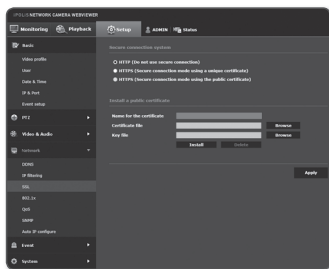 iPOLiS NETWORK CAMERA WEBVIEWER
Monitoring
Playback
Setup
ADMIN
Status
Basic
Video profile
User
Date & Time
IP & Port
Event setup
PTZ
Video & Audio
Network
DDNS
IP filtering
SSL
802.1x
QoS
SNMP
Auto IP configure
Event
System
Secure connection system
HTTP (Do not use secure connection)
HTTPS (Secure connection mode using a unique certificate)
HTTPS (Secure connection mode using the public certificate)
Install a public certificate
Name for the certificate
Certificate file
Browse
Key file
Browse
Install
Delete
Apply